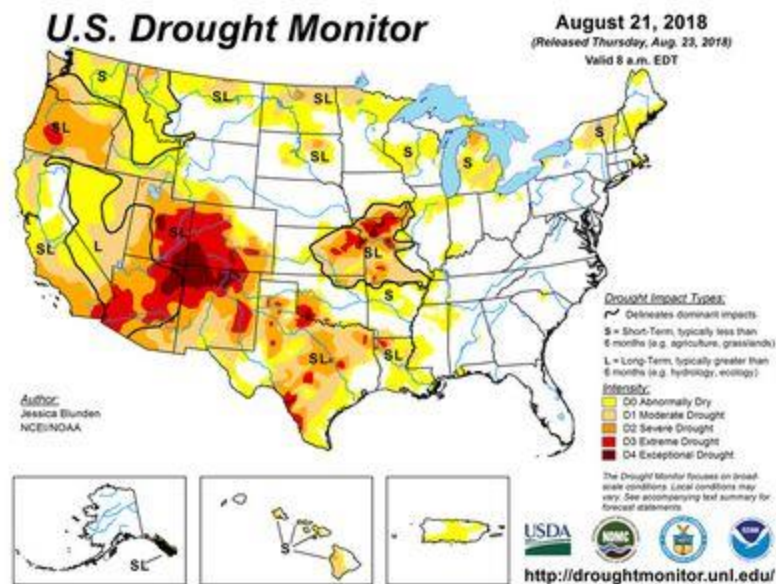 U.S. Drought Monitor
August 21, 2018
(Released Thursday, Aug. 23, 2018)
Valid 8 a.m. EDT
S
SL
SL
S
SL
SL
S
S
S
SL
L
SL
SL
S
SL
SL
Drought Impact Types:
Delineates dominant impacts
S = Short-Term, typically less than
6 months (e.g. agriculture, grasslands)
L = Long-Term, typically greater than
6 months (e.g. hydrology, ecology)
Intensity:
D0 Abnormally Dry
D1 Moderate Drought
D2 Severe Drought
D3 Extreme Drought
D4 Exceptional Drought
Author:
Jessica Blunden
NCEI/NOAA
The Drought Monitor focuses on broad-
scale conditions. Local conditions may
vary. See accompanying text summary for
forecast statements.
SL
S
USDA
NDMC
NOAA
http://droughtmonitor.unl.edu/